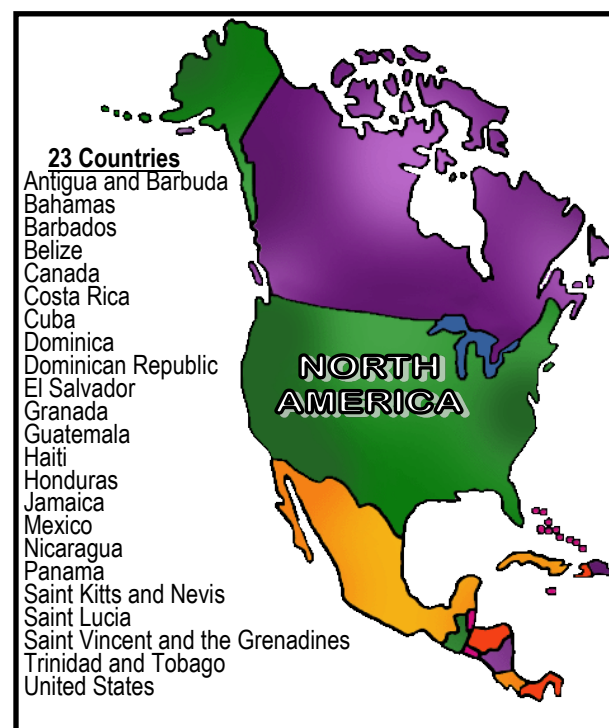 23 Countries
Antigua and Barbuda
Bahamas
Barbados
Belize
Canada
Costa Rica
Cuba
Dominica
Dominican Republic
El Salvador
Granada
Guatemala
Haiti
Honduras
Jamaica
Mexico
Nicaragua
Panama
Saint Kitts and Nevis
Saint Lucia
Saint Vincent and the Grenadines
Trinidad and Tobago
United States
NORTH
AMERICA